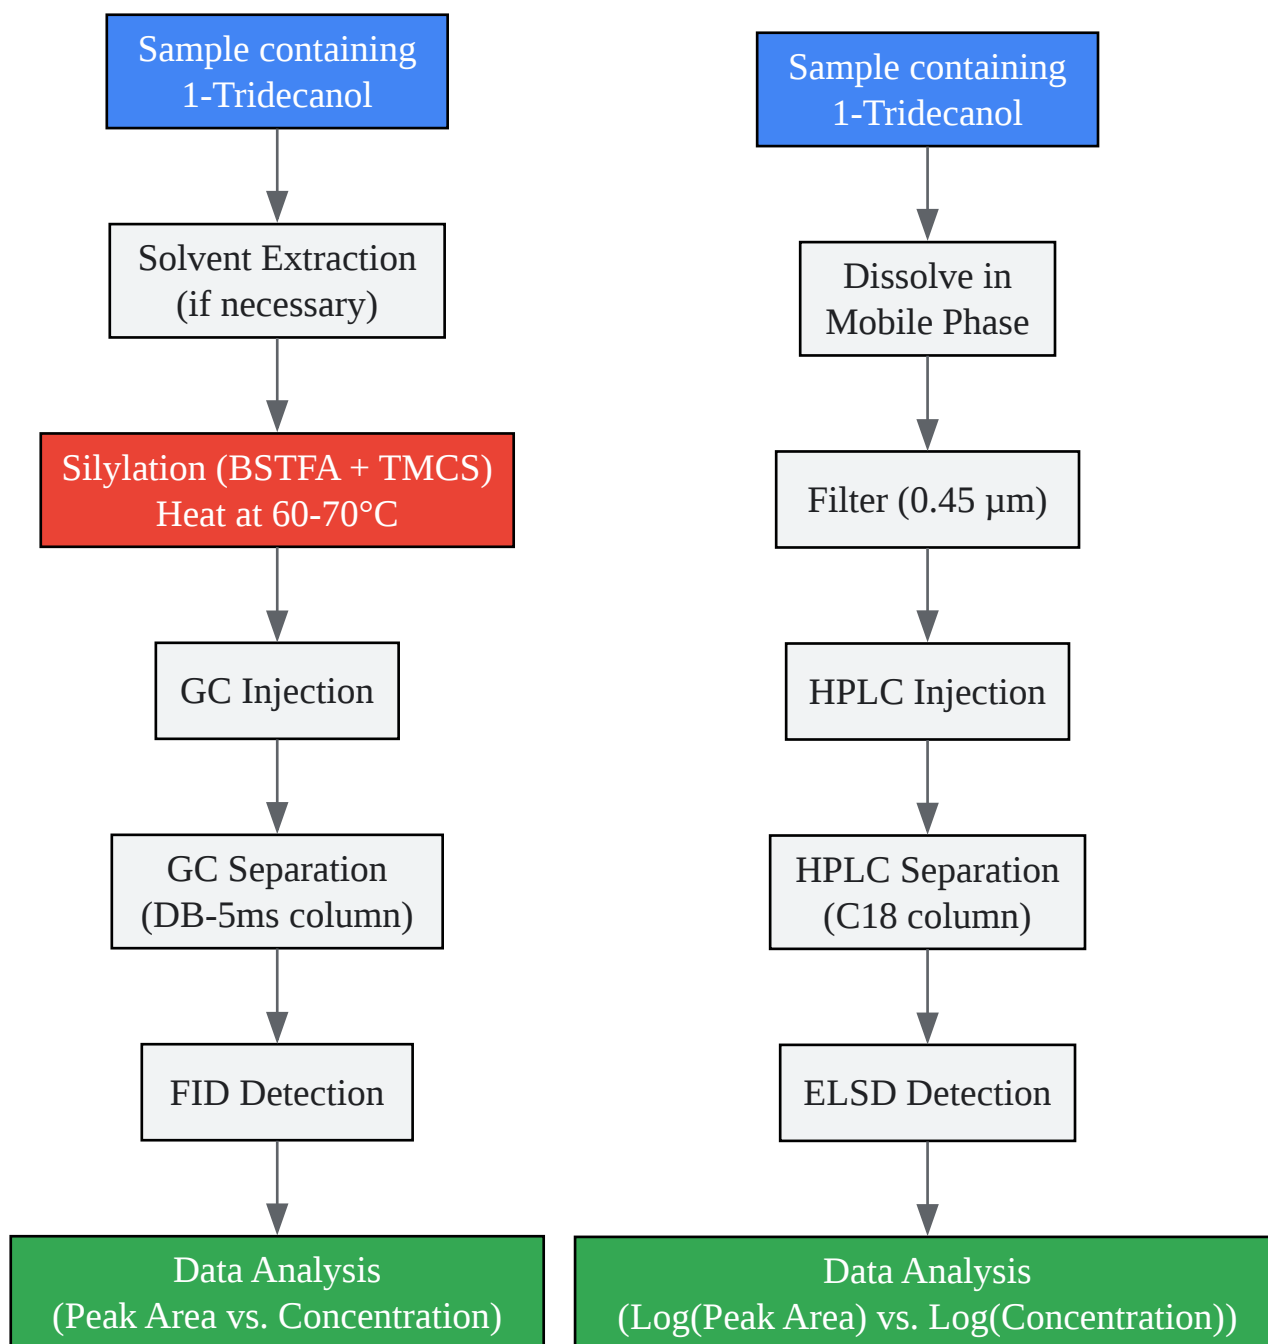 Sample containing
1-Tridecanol
Solvent Extraction
(if necessary)
Silylation (BSTFA + TMCS)
Heat at 60-70°C
GC Injection
GC Separation
(DB-5ms column)
FID Detection
Data Analysis
(Peak Area vs. Concentration)
Sample containing
1-Tridecanol
Dissolve in
Mobile Phase
Filter (0.45 µm)
HPLC Injection
HPLC Separation
(C18 column)
ELSD Detection
Data Analysis
(Log(Peak Area) vs. Log(Concentration))